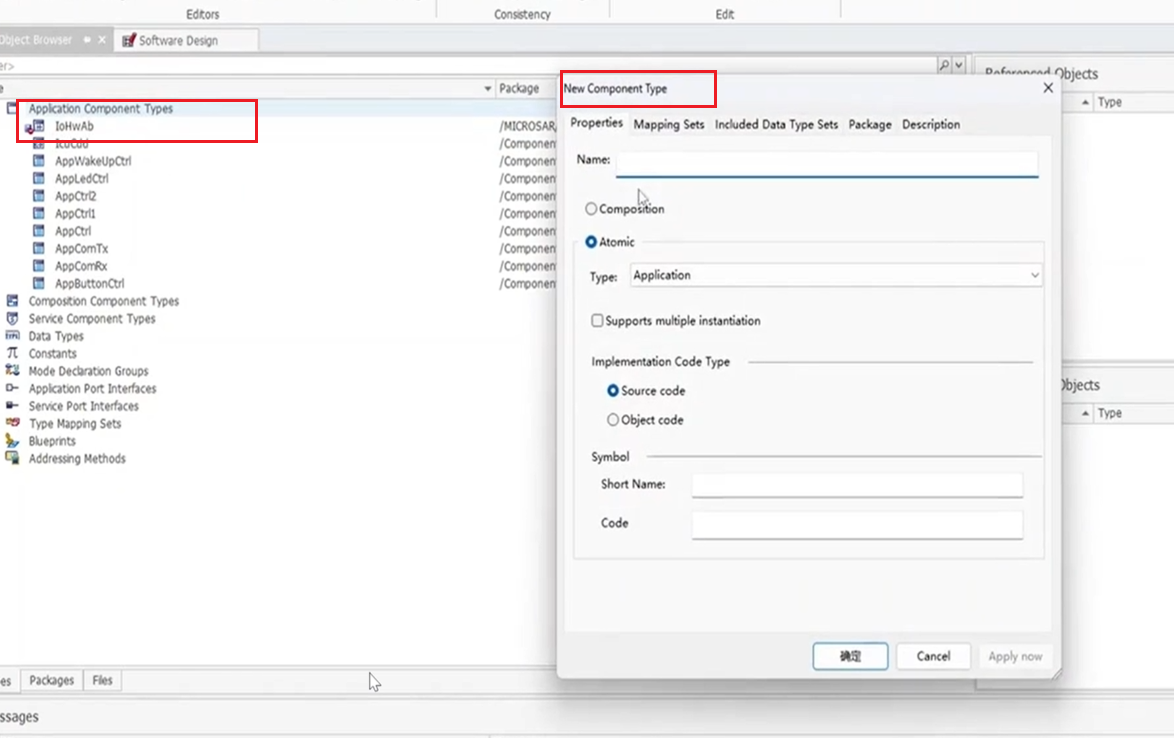 Editors
Consistency
Edit
Object Browser
Software Design
er>
Package
Application Component Types
IoHwAb
/MICROSAR/
IcuCdd
/Componen
AppWakeUpCtrl
/Componen
AppLedCtrl
/Componen
AppCtrl2
/Componen
AppCtrl1
/Componen
AppCtrl
/Componen
AppComTx
/Componen
AppComRx
/Componen
AppButtonCtrl
/Componen
Composition Component Types
Service Component Types
Data Types
Constants
Mode Declaration Groups
Application Port Interfaces
Service Port Interfaces
Type Mapping Sets
Blueprints
Addressing Methods
es
Packages
Files
ssages
New Component Type
Properties
Mapping Sets
Included Data Type Sets
Package
Description
Name:
Composition
Atomic
Type:
Application
Supports multiple instantiation
Implementation Code Type
Source code
Object code
Symbol
Short Name:
Code
确定
Cancel
Apply now
Referenced Objects
Type
Objects
Type